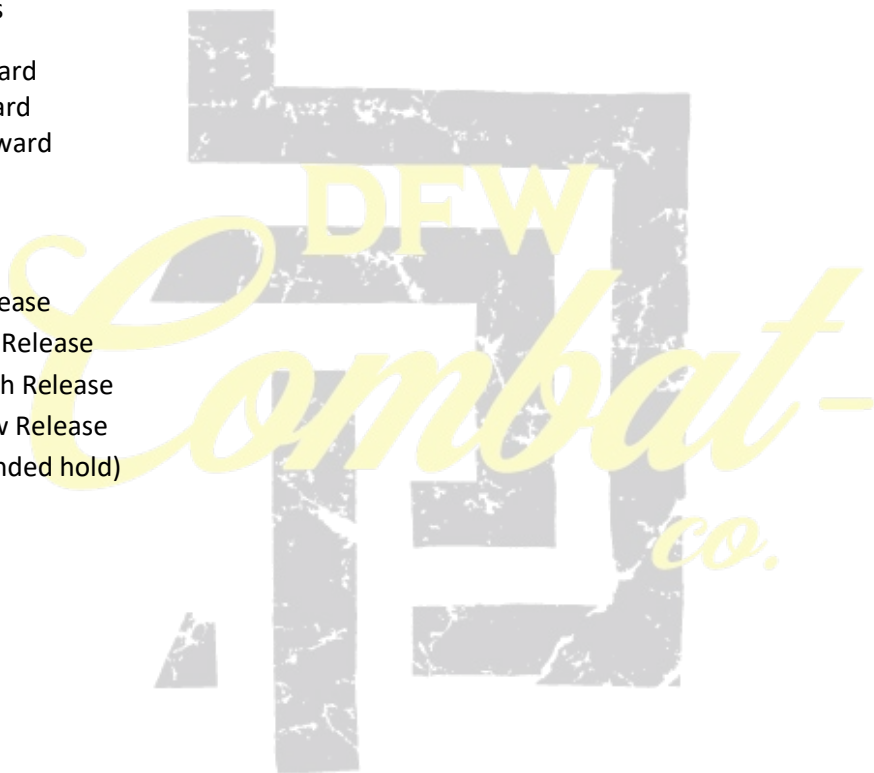 s
ard
ard
ward
DFW
ease
Release
Combat-
h Release
w Release
nded hold)
co.